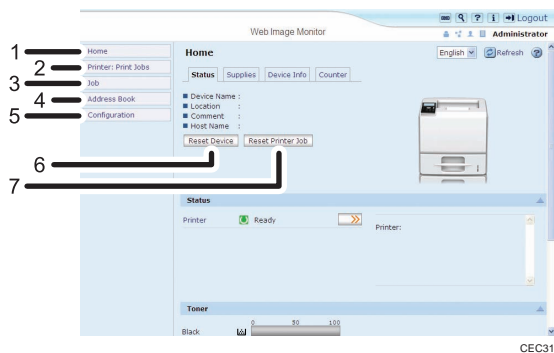 Logout
Web Image Monitor
Administrator
1
Home
2
Printer: Print Jobs
3
Job
4
Address Book
5
Configuration
Home
English
Refresh
Status
Supplies
Device Info
Counter
Device Name :
Location :
Comment :
Host Name :
Reset Device
Reset Printer Job
6
7
Status
Printer
Ready
Printer:
Toner
0 50 100
Black
CEC31